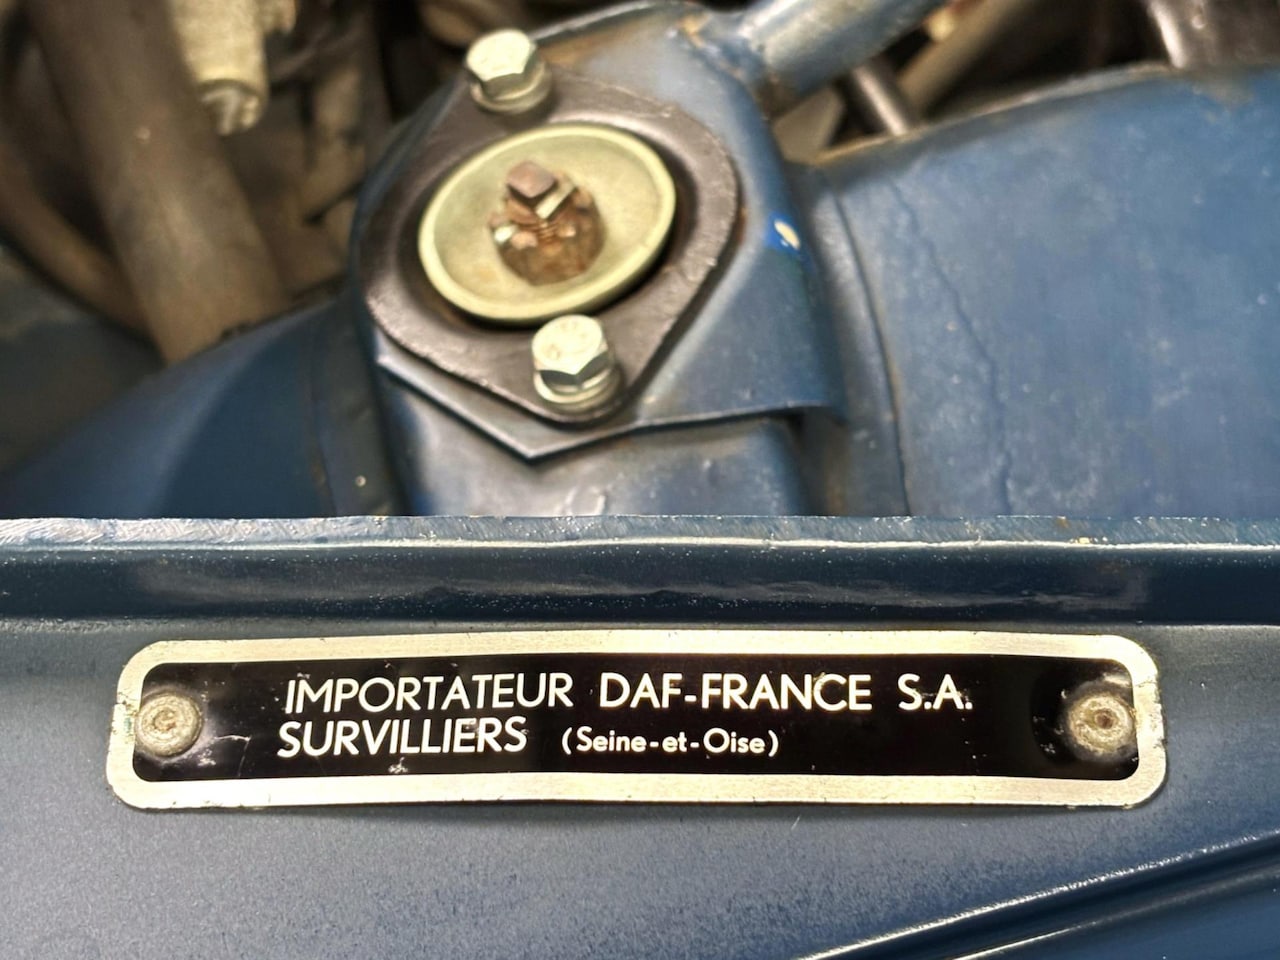 IMPORTATEUR DAF-FRANCE S.A.
SURVILLIERS (Seine-et-Oise)